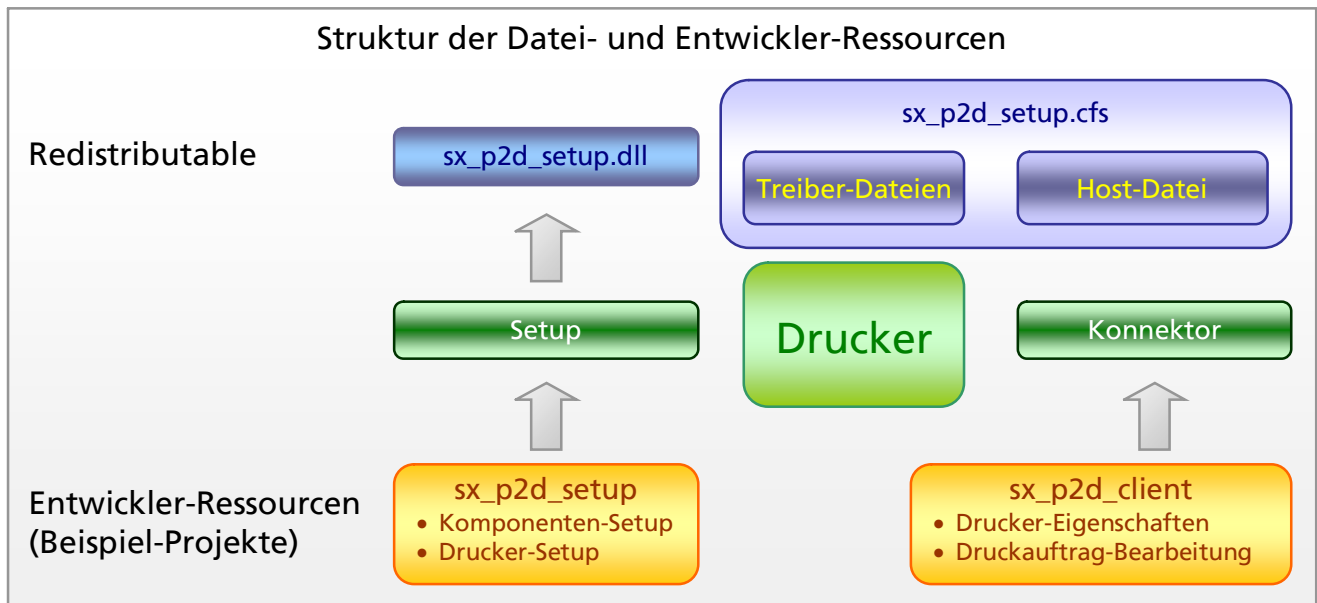 Struktur der Datei- und Entwickler-Ressourcen
Redistributable
sx_p2d_setup.dll
sx_p2d_setup.cfs
Treiber-Dateien
Host-Datei
Setup
Drucker
Konnektor
Entwickler-Ressourcen
(Beispiel-Projekte)
sx_p2d_setup
• Komponenten-Setup
• Drucker-Setup
sx_p2d_client
• Drucker-Eigenschaften
• Druckauftrag-Bearbeitung